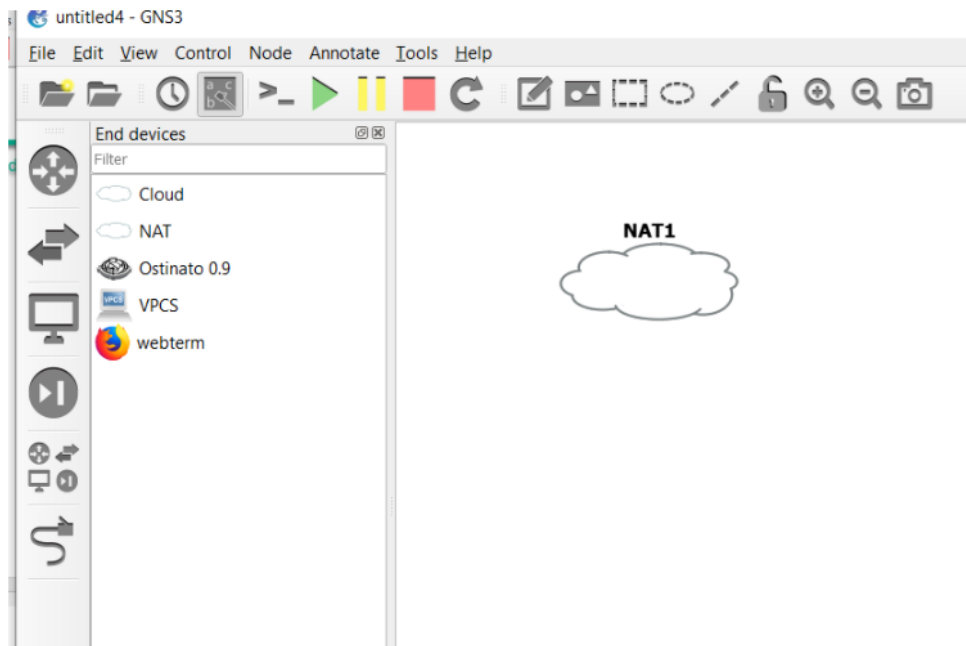 untitled4 - GNS3
File Edit View Control Node Annotate Tools Help
End devices
Filter
Cloud
NAT
Ostinato 0.9
VPCS
webterm
NAT1